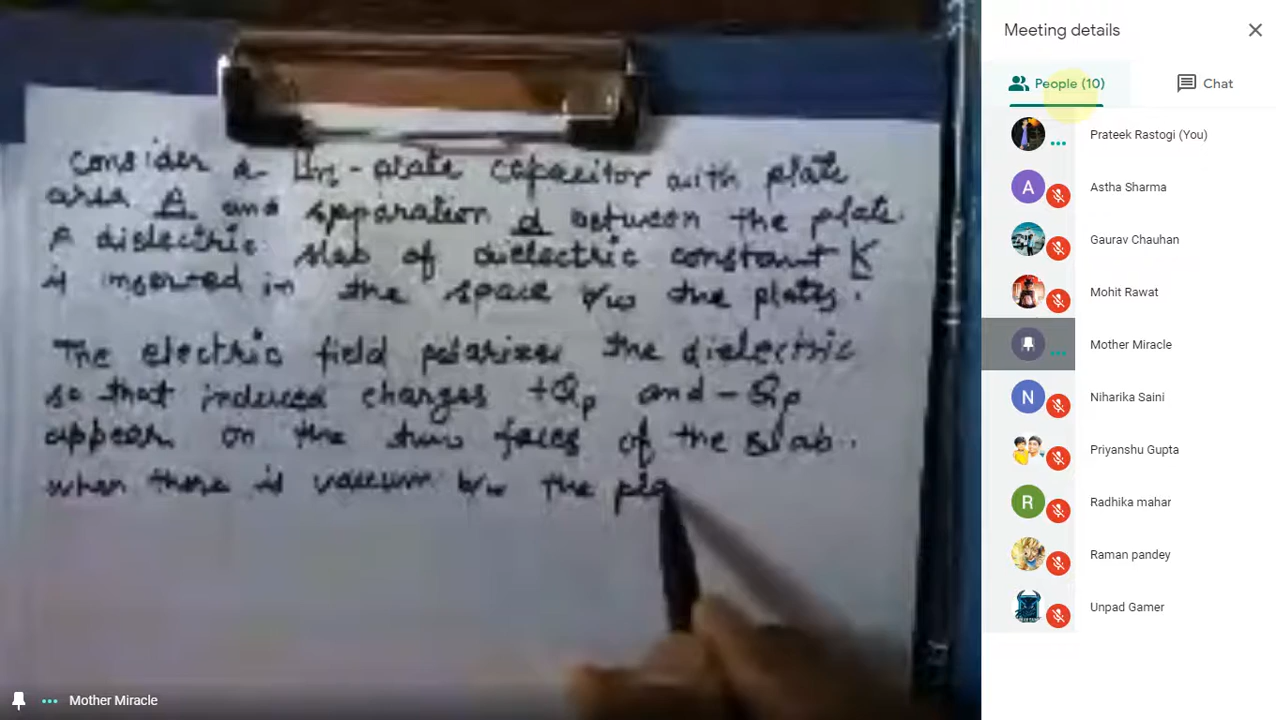 Consider a llel-plate capacitor with plate
area A and separation d between the plate.
A dielectric slab of dielectric constant K
is inserted in the space b/w the plates.
The electric field polarizes the dielectric
so that induced charges +Qp and -Qp
appear on the two faces of the slab.
when there is vacuum b/w the pla
Mother Miracle
Meeting details
People (10)
Chat
Prateek Rastogi (You)
Astha Sharma
Gaurav Chauhan
Mohit Rawat
Mother Miracle
N
Niharika Saini
Priyanshu Gupta
R
Radhika mahar
Raman pandey
Unpad Gamer
A